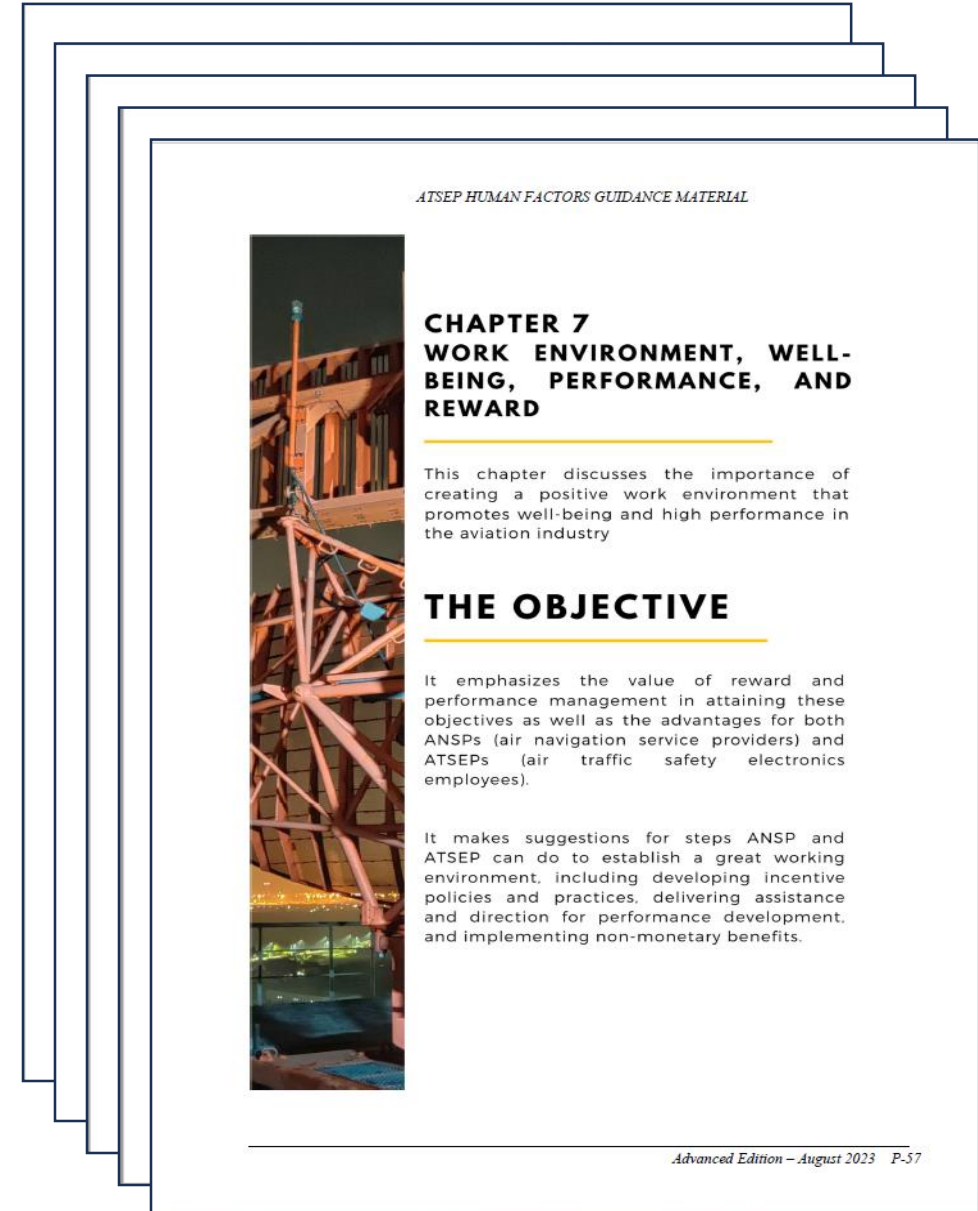 ATSEP HUMAN FACTORS GUIDANCE MATERIAL
CHAPTER 7
WORK ENVIRONMENT, WELL-
BEING, PERFORMANCE, AND
REWARD
This chapter discusses the importance of
creating a positive work environment that
promotes well-being and high performance in
the aviation industry
THE OBJECTIVE
It emphasizes the value of reward and
performance management in attaining these
objectives as well as the advantages for both
ANSPs (air navigation service providers) and
ATSEPs (air traffic safety electronics
employees).
It makes suggestions for steps ANSP and
ATSEP can do to establish a great working
environment, including developing incentive
policies and practices, delivering assistance
and direction for performance development,
and implementing non-monetary benefits.
Advanced Edition – August 2023 P-57